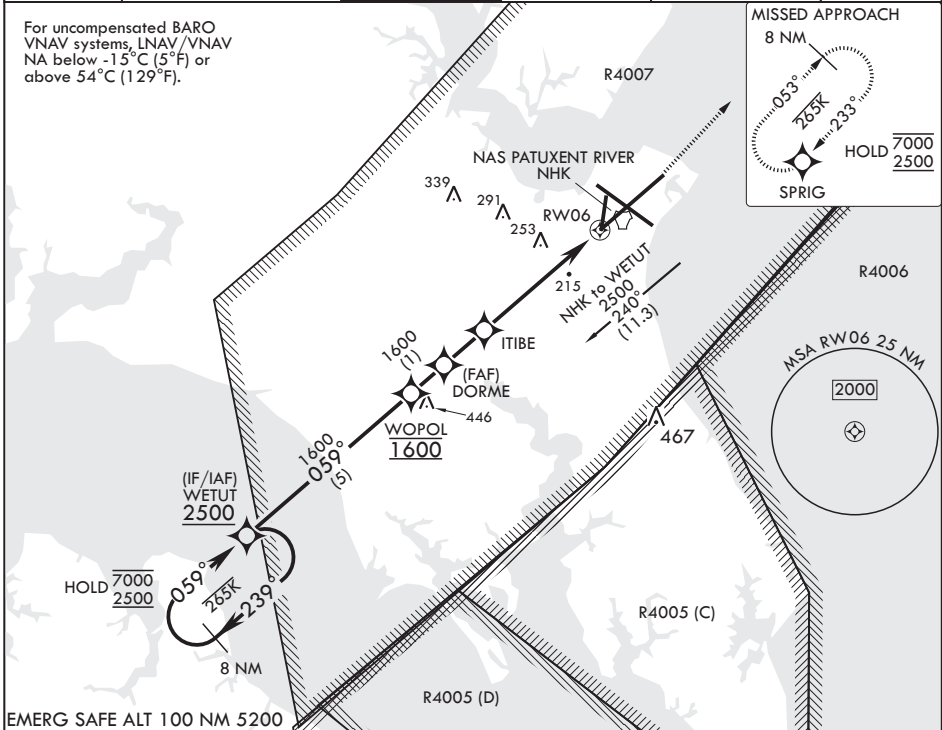 For uncompensated BARO
VNAV systems, LNAV/VNAV
NA below -15°C (5°F) or
above 54°C (129°F).
MISSED APPROACH
8 NM
053°
265K
233°
HOLD 7000
2500
SPRIG
R4007
NAS PATUXENT RIVER
NHK
339
291
253
RW06
215
NHK to WETUT
2500
240°
(11.3)
R4006
ITIBE
1600
(1)
(FAF)
DORME
446
WOPOL
1600
MSA RW06 25 NM
2000
467
1600
059°
(5)
(IF/IAF)
WETUT
2500
HOLD 7000
2500
059°
265K
239°
8 NM
R4005 (C)
R4005 (D)
EMERG SAFE ALT 100 NM 5200